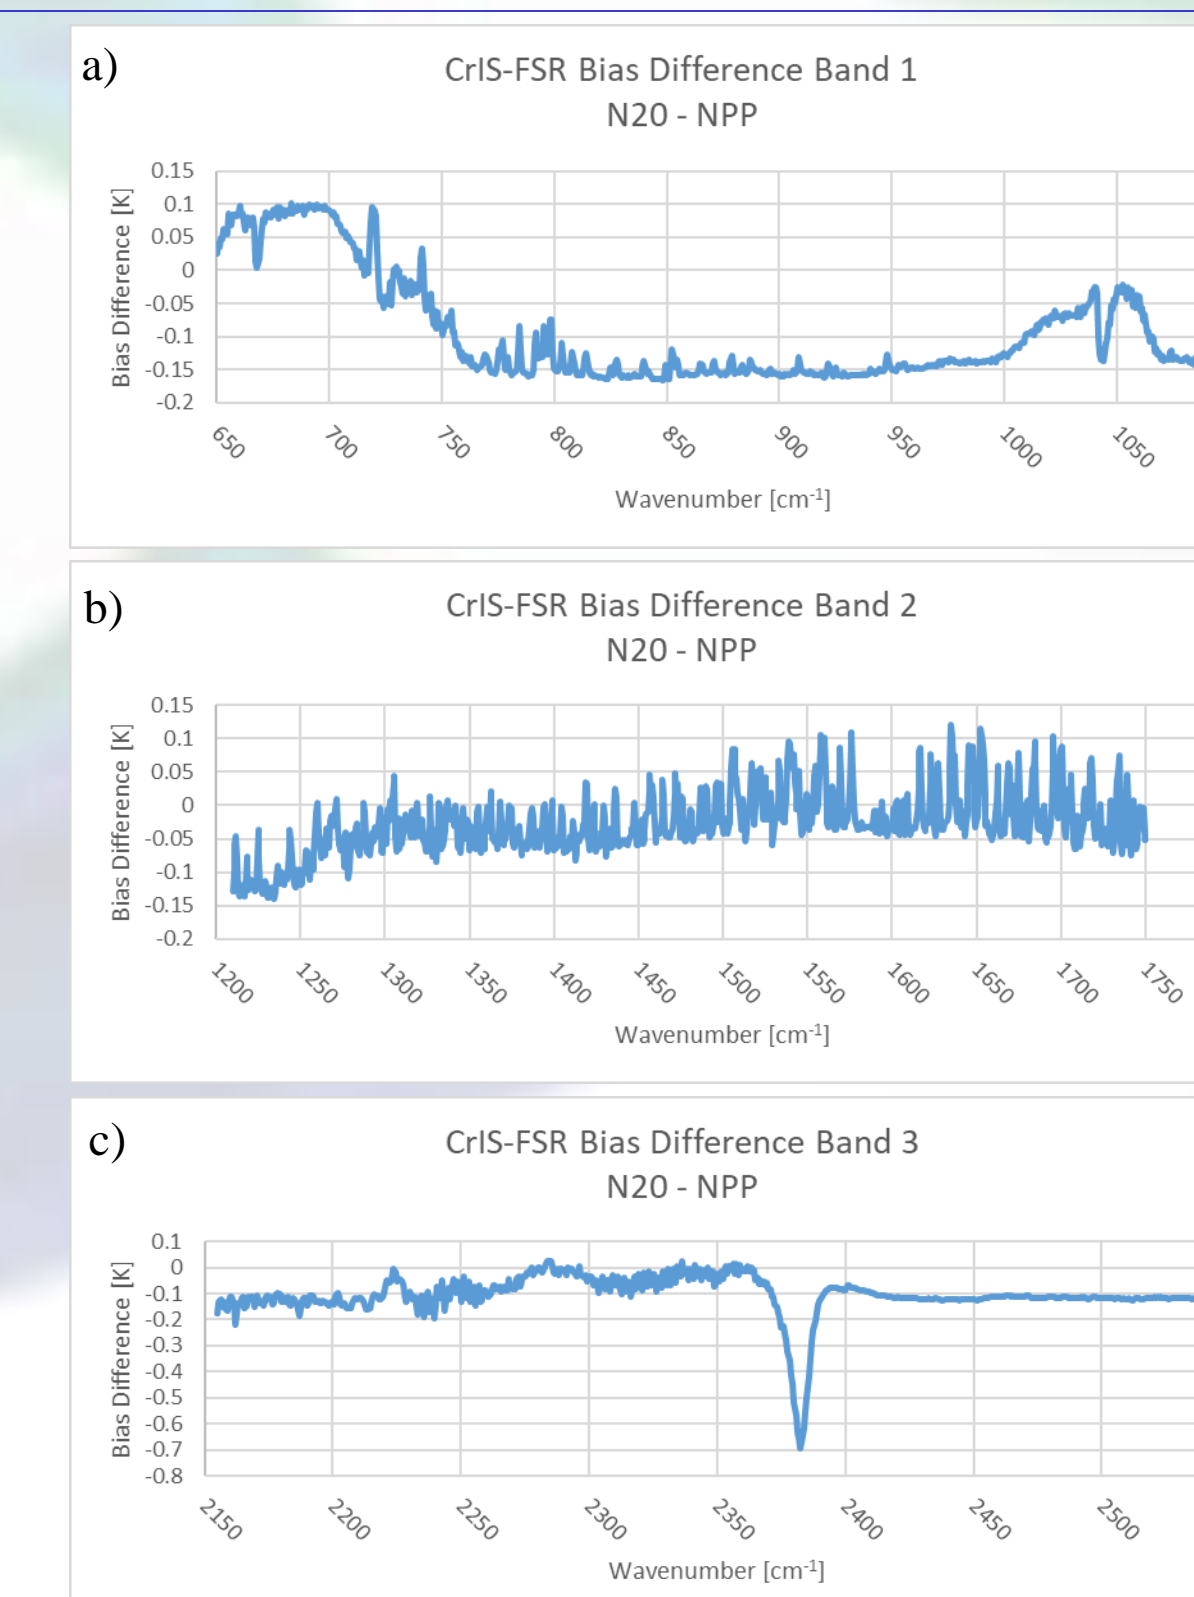 a)
CrIS-FSR Bias Difference Band 1
N20 - NPP
Bias Difference [K]
0.15
0.1
0.05
0
-0.05
-0.1
-0.15
-0.2
650 700 750 800 850 900 950 1000 1050
Wavenumber [cm-1]
b)
CrIS-FSR Bias Difference Band 2
N20 - NPP
Bias Difference [K]
0.15
0.1
0.05
0
-0.05
-0.1
-0.15
-0.2
1200 1250 1300 1350 1400 1450 1500 1550 1600 1650 1700 1750
Wavenumber [cm-1]
c)
CrIS-FSR Bias Difference Band 3
N20 - NPP
Bias Difference [K]
0.1
0
-0.1
-0.2
-0.3
-0.4
-0.5
-0.6
-0.7
-0.8
2150 2200 2250 2300 2350 2400 2450 2500
Wavenumber [cm-1]